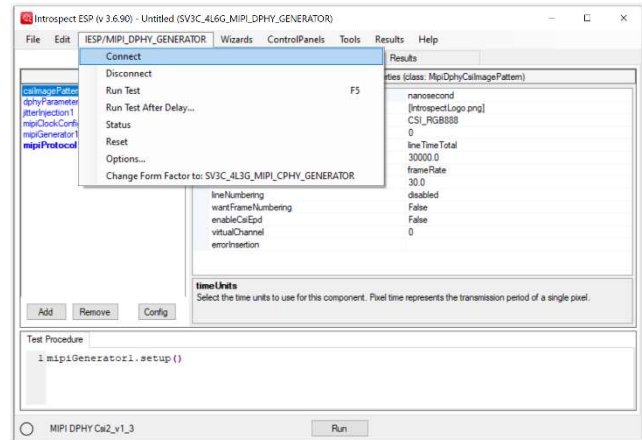 Introspect ESP (v 3.6.90) - Untitled (SV3C_4L6G_MIPI_DPHY_GENERATOR)
File Edit IESP/MIPI_DPHY_GENERATOR Wizards ControlPanels Tools Results Help
Connect
Disconnect
Run Test F5
Run Test After Delay...
Status
Reset
Options...
Change Form Factor to: SV3C_4L3G_MIPI_CPHY_GENERATOR
Results
erties (class: MipiDphyCsiImagePattern)
csiImagePatter
dphyParameter
jitterInjection1
mipiClockConfi
mipiGenerator1
mipiProtocol
nanosecond
[IntrospectLogo.png]
CSI_RGB888
0
lineTimeTotal
30000.0
frameRate
30.0
lineNumbering disabled
wantFrameNumbering False
enableCsiEpd False
virtualChannel 0
errorInsertion
timeUnits
Select the time units to use for this component. Pixel time represents the transmission period of a single pixel.
Add Remove Config
Test Procedure
1 mipiGenerator1.setup()
MIPI DPHY Csi2_v1_3 Run